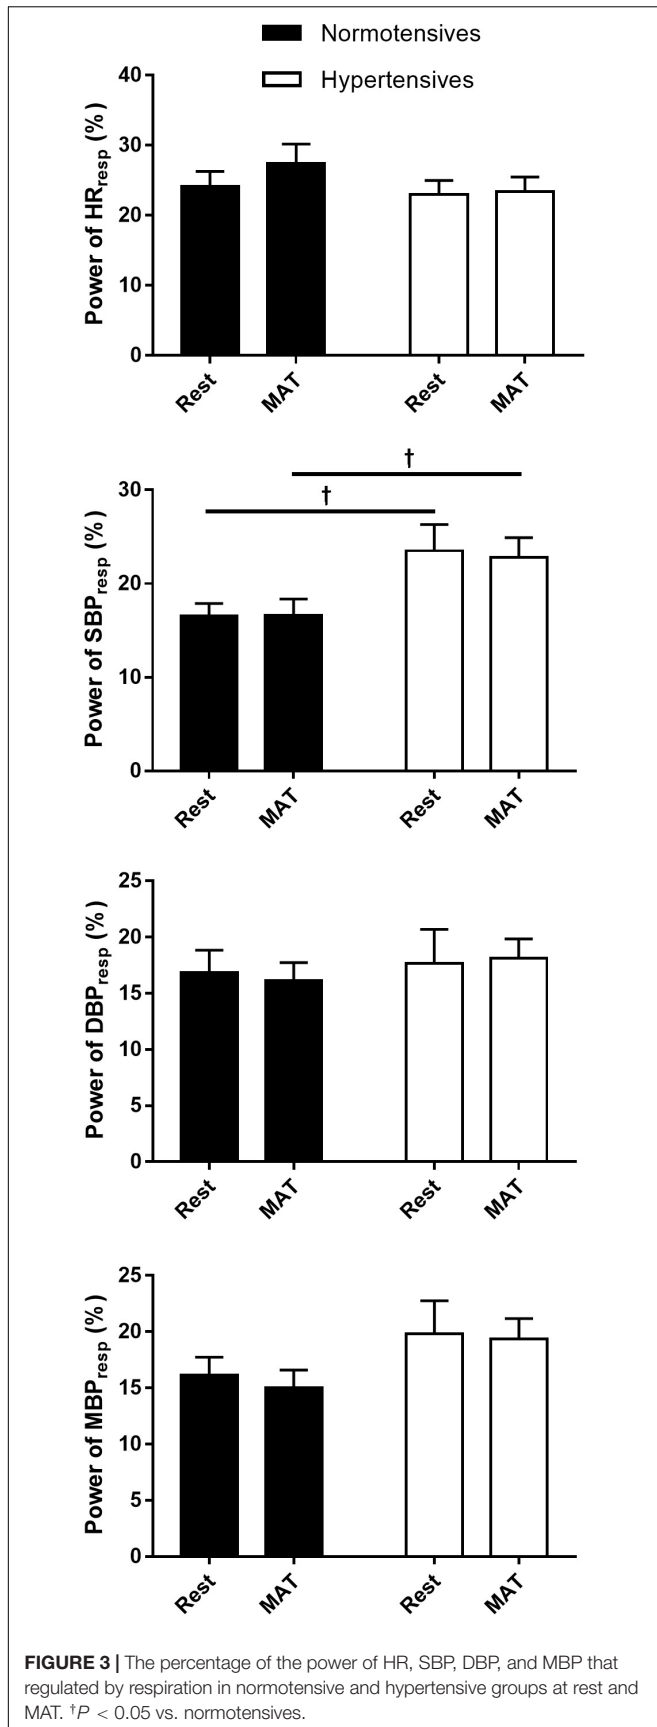 Normotensives
Hypertensives
Power of HRresp (%)
40
30
20
10
0
Rest
MAT
Rest
MAT
†
†
Power of SBPresp (%)
30
20
10
0
Rest
MAT
Rest
MAT
Power of DBPresp (%)
25
20
15
10
5
0
Rest
MAT
Rest
MAT
Power of MBPresp (%)
25
20
15
10
5
0
Rest
MAT
Rest
MAT
FIGURE 3 | The percentage of the power of HR, SBP, DBP, and MBP that
regulated by respiration in normotensive and hypertensive groups at rest and
MAT. †P < 0.05 vs. normotensives.